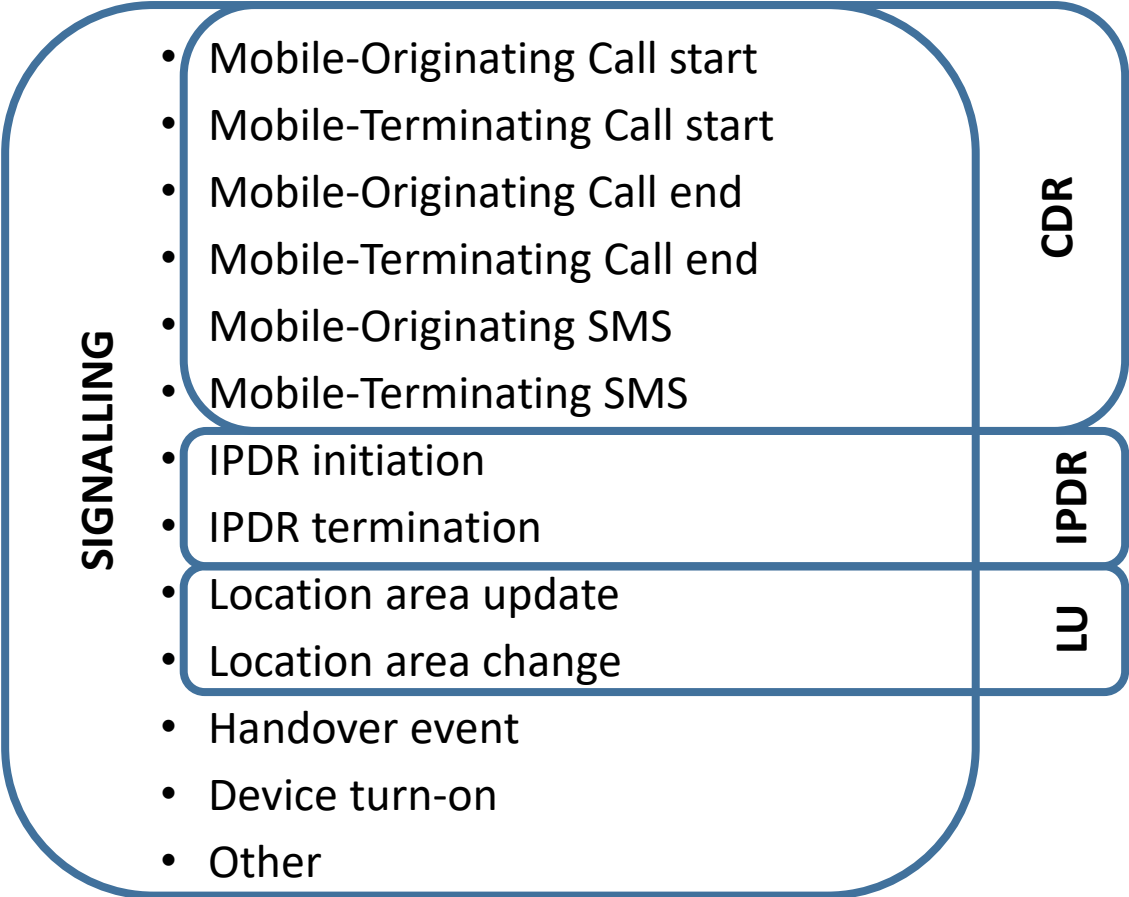 SIGNALLING
• Mobile-Originating Call start
• Mobile-Terminating Call start
• Mobile-Originating Call end
• Mobile-Terminating Call end
• Mobile-Originating SMS
• Mobile-Terminating SMS
CDR
• IPDR initiation
• IPDR termination
IPDR
• Location area update
• Location area change
LU
• Handover event
• Device turn-on
• Other